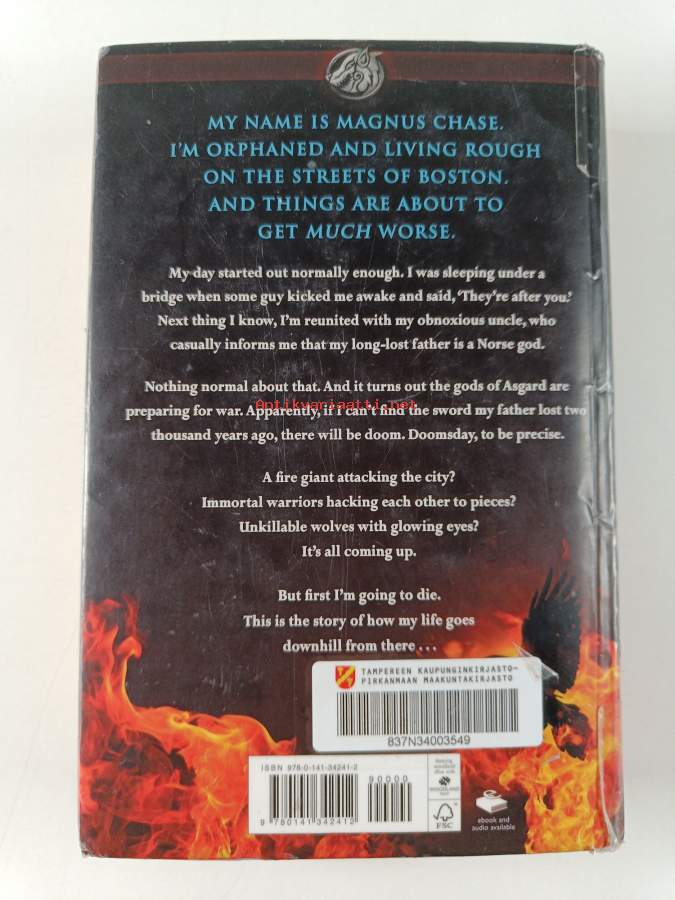 MY NAME IS MAGNUS CHASE.
I'M ORPHANED AND LIVING ROUGH
ON THE STREETS OF BOSTON.
AND THINGS ARE ABOUT TO
GET MUCH WORSE.
My day started out normally enough. I was sleeping under a
bridge when some guy kicked me awake and said, 'They're after you.'
Next thing I know, I'm reunited with my obnoxious uncle, who
casually informs me that my long-lost father is a Norse god.
Nothing normal about that. And it turns out the gods of Asgard are
preparing for war. Apparently, if I can't find the sword my father lost two
Antikvariaatti.net
thousand years ago, there will be doom. Doomsday, to be precise.
A fire giant attacking the city?
Immortal warriors hacking each other to pieces?
Unkillable wolves with glowing eyes?
It's all coming up.
But first I'm going to die.
This is the story of how my life goes
downhill from there . . .
TAMPEREEN KAUPUNGINKIRJASTO-
PIRKANMAAN MAAKUNTAKIRJASTO
837N34003549
ISBN 978-0-141-34241-2
90000
9 780141 342412
WOODLAND
TRUST
FSC
ebook and
audio available